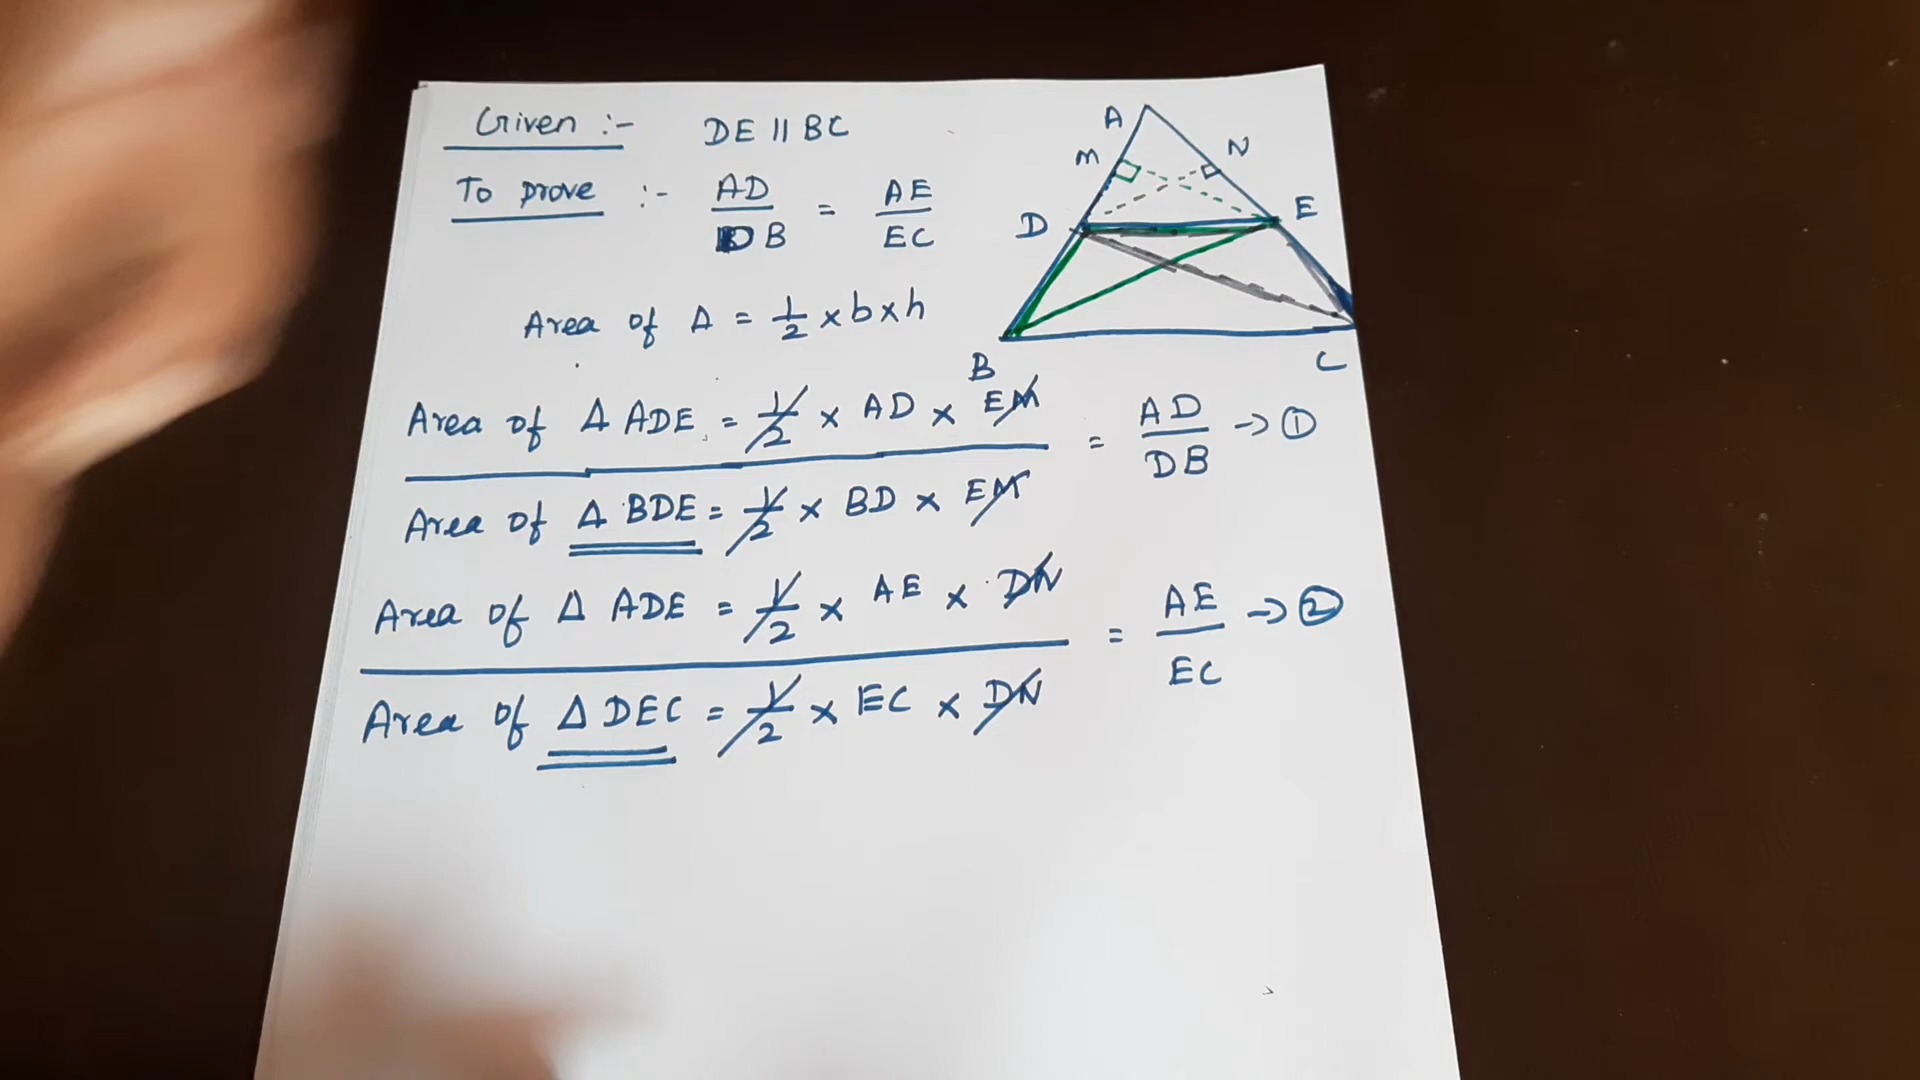 Given :- DE || BC
To prove :- AD/DB = AE/EC
Area of Δ = 1/2 × b × h
Area of Δ ADE = 1/2 × AD × EM
Area of Δ BDE = 1/2 × BD × EM
= AD/DB → ①
Area of Δ ADE = 1/2 × AE × DN
Area of Δ DEC = 1/2 × EC × DN
= AE/EC → ②
A
M
N
D
E
B
C